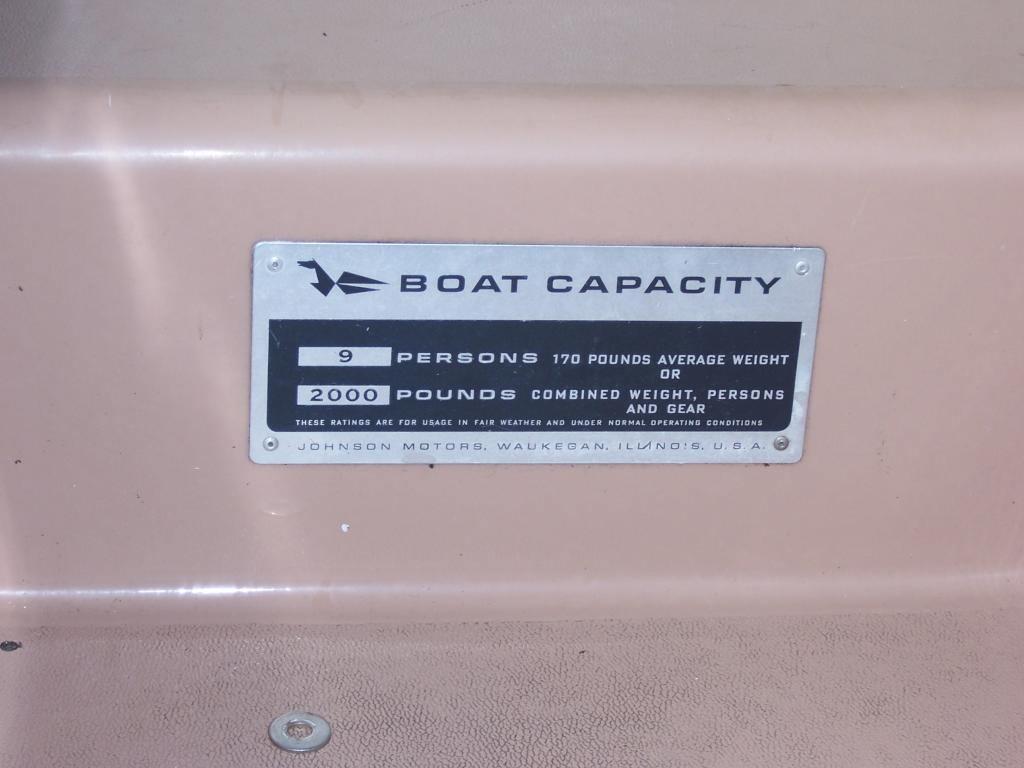 BOAT CAPACITY
9 PERSONS 170 POUNDS AVERAGE WEIGHT
OR
2000 POUNDS COMBINED WEIGHT, PERSONS
AND GEAR
THESE RATINGS ARE FOR USAGE IN FAIR WEATHER AND UNDER NORMAL OPERATING CONDITIONS
JOHNSON MOTORS, WAUKEGAN, ILLINOIS, U.S.A.